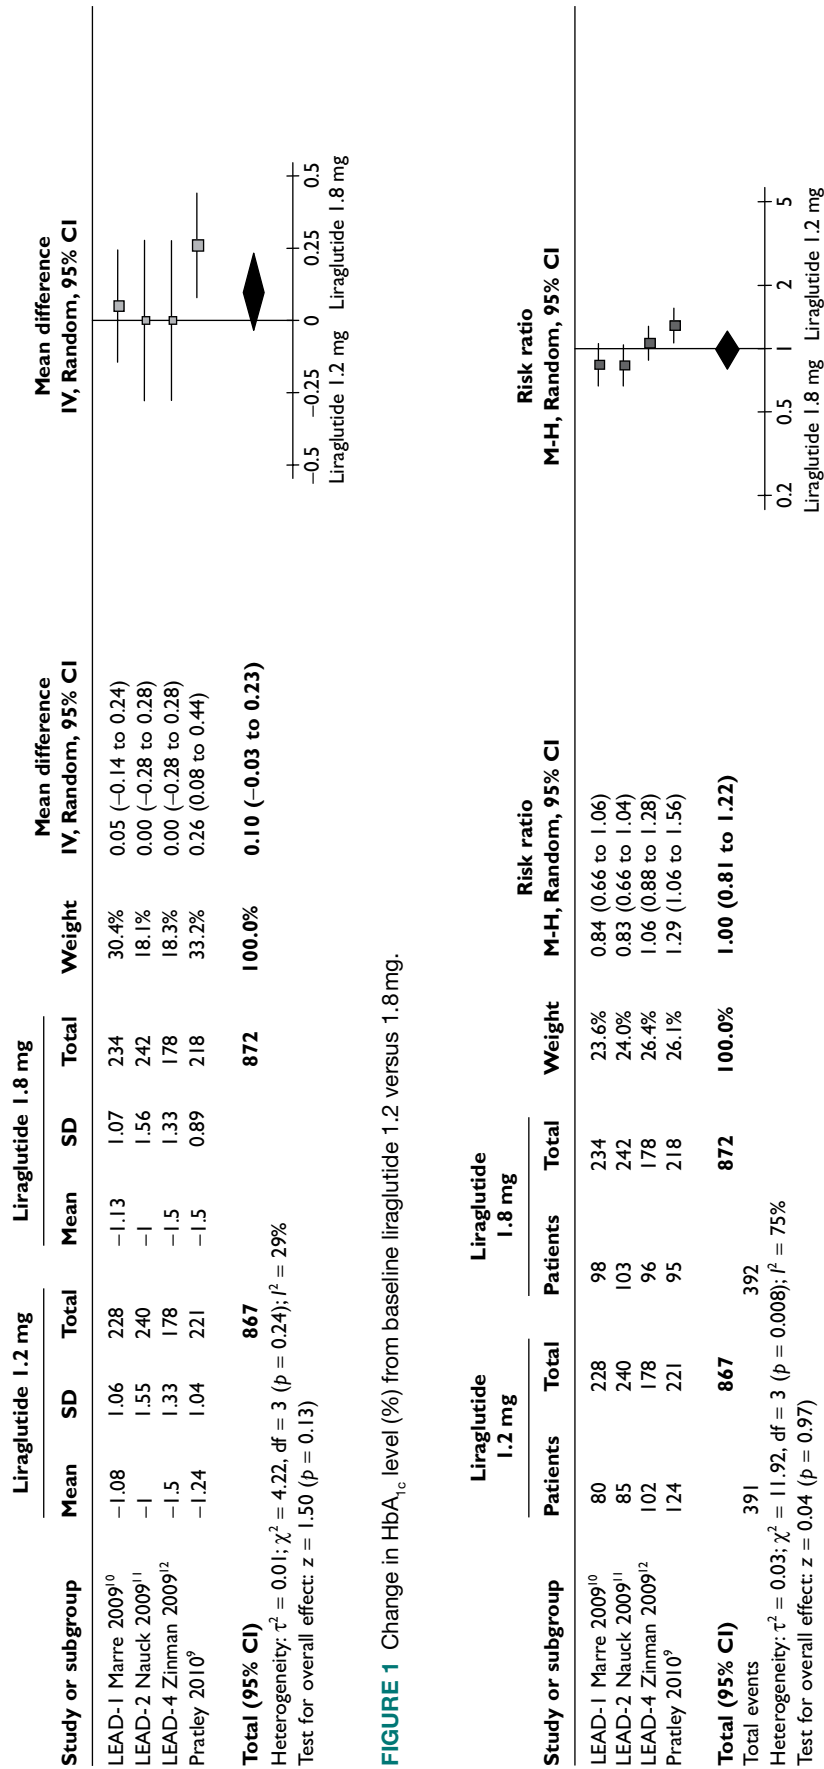 Liraglutide 1.2 mg Liraglutide 1.8 mg Mean difference Mean difference
Study or subgroup Mean SD Total Mean SD Total Weight IV, Random, 95% CI IV, Random, 95% CI
LEAD-1 Marre 2009¹⁰ −1.08 1.06 228 −1.13 1.07 234 30.4% 0.05 (−0.14 to 0.24)
LEAD-2 Nauck 2009¹¹ −1 1.55 240 −1 1.56 242 18.1% 0.00 (−0.28 to 0.28)
LEAD-4 Zinman 2009¹² −1.5 1.33 178 −1.5 1.33 178 18.3% 0.00 (−0.28 to 0.28)
Pratley 2010⁹ −1.24 1.04 221 −1.5 0.89 218 33.2% 0.26 (0.08 to 0.44)
Total (95% CI) 867 872 100.0% 0.10 (−0.03 to 0.23)
Heterogeneity: τ² = 0.01; χ² = 4.22, df = 3 (p = 0.24); I² = 29%
Test for overall effect: z = 1.50 (p = 0.13)
−0.5 −0.25 0 0.25 0.5
Liraglutide 1.2 mg Liraglutide 1.8 mg
FIGURE 1 Change in HbA₁c level (%) from baseline liraglutide 1.2 versus 1.8mg.
Liraglutide 1.2 mg Liraglutide 1.8 mg Risk ratio Risk ratio
Study or subgroup Patients Total Patients Total Weight M-H, Random, 95% CI M-H, Random, 95% CI
LEAD-1 Marre 2009¹⁰ 80 228 98 234 23.6% 0.84 (0.66 to 1.06)
LEAD-2 Nauck 2009¹¹ 85 240 103 242 24.0% 0.83 (0.66 to 1.04)
LEAD-4 Zinman 2009¹² 102 178 96 178 26.4% 1.06 (0.88 to 1.28)
Pratley 2010⁹ 124 221 95 218 26.1% 1.29 (1.06 to 1.56)
Total (95% CI) 867 872 100.0% 1.00 (0.81 to 1.22)
Total events 391 392
Heterogeneity: τ² = 0.03; χ² = 11.92, df = 3 (p = 0.008); I² = 75%
Test for overall effect: z = 0.04 (p = 0.97)
0.2 0.5 1 2 5
Liraglutide 1.8 mg Liraglutide 1.2 mg